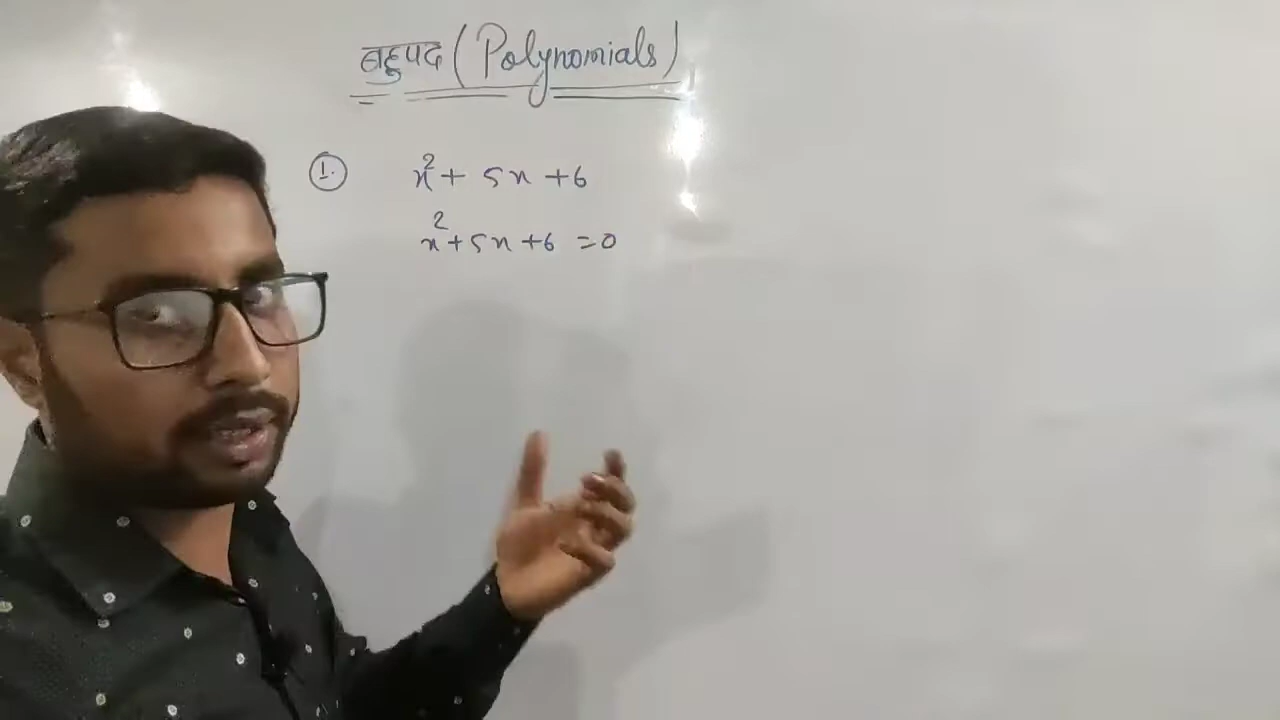 बहुपद (Polynomials)
1. x² + 5x + 6
x² + 5x + 6 = 0